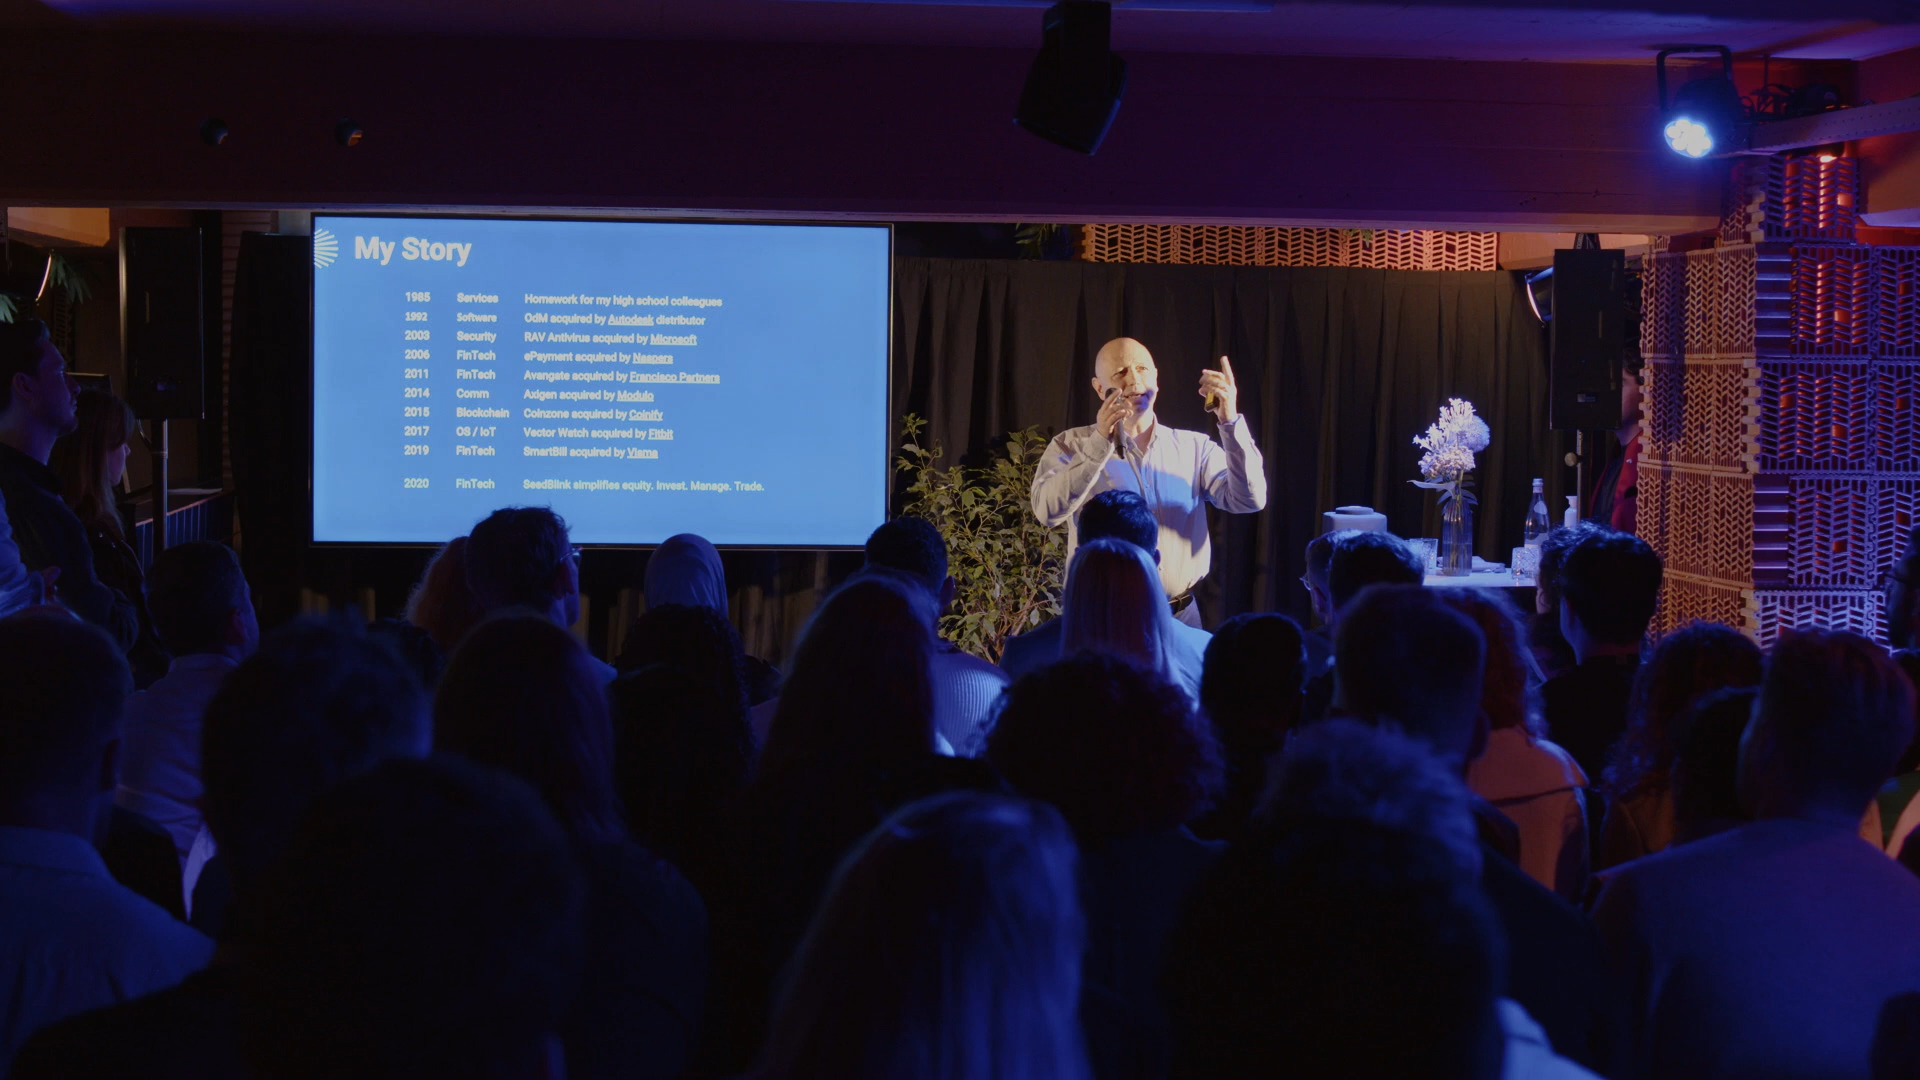 My Story
1985 Services Homework for my high school colleagues
1992 Software GdM acquired by Autodesk distributor
2003 Security RAV Antivirus acquired by Microsoft
2006 FinTech ePayment acquired by Naspers
2011 FinTech Avangate acquired by Francisco Partners
2014 Comm Axigen acquired by Modulo
2015 Blockchain Coinzone acquired by Coinify
2017 OS / IoT Vector Watch acquired by Fitbit
2019 FinTech SmartBill acquired by Visma
2020 FinTech SeedBlink simplifies equity. Invest. Manage. Trade.